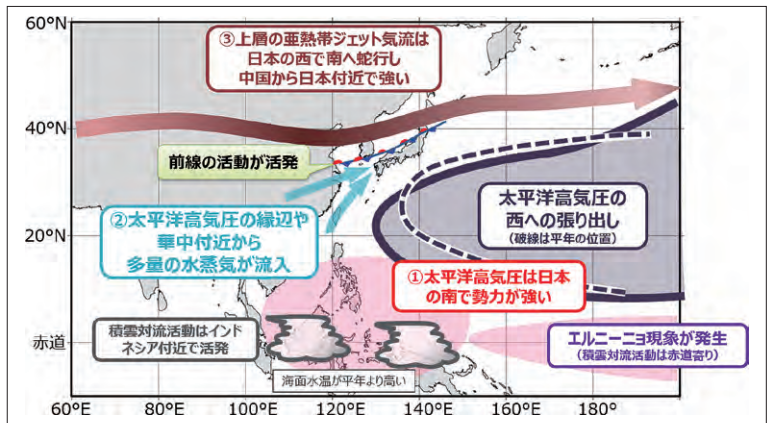 60°N
③上層の亜熱帯ジェット気流は
日本の西で南へ蛇行し
中国から日本付近で強い
40°N
前線の活動が活発
太平洋高気圧の
西への張り出し
(破線は平年の位置)
②太平洋高気圧の縁辺や
華中付近から
多量の水蒸気が流入
20°N
①太平洋高気圧は日本
の南で勢力が強い
積雲対流活動はインド
ネシア付近で活発
赤道
エルニーニョ現象が発生
(積雲対流活動は赤道寄り)
海面水温が平年より高い
60°E
80°E
100°E
120°E
140°E
160°E
180°